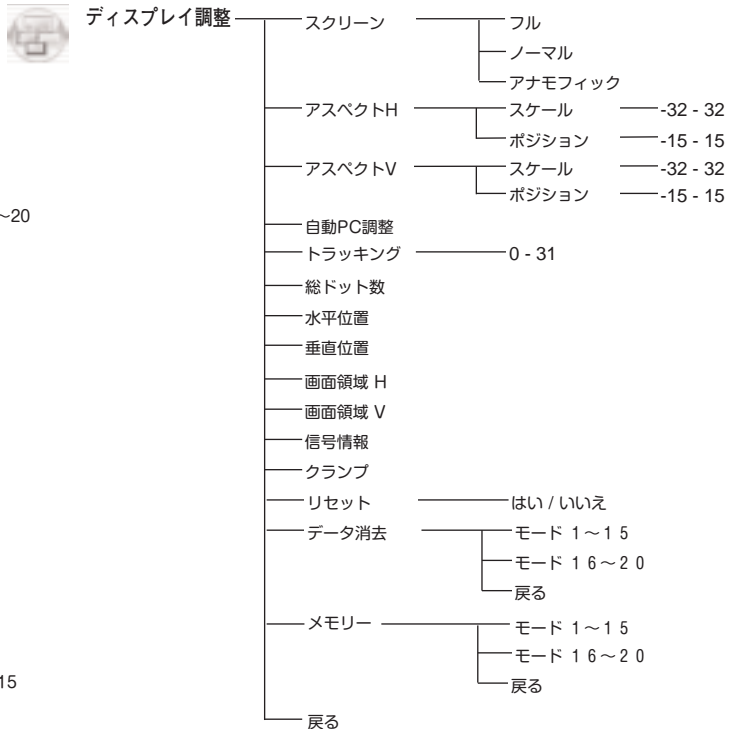 ディスプレイ調整
スクリーン フル
ノーマル
アナモフィック
アスペクトH スケール -32 - 32
ポジション -15 - 15
アスペクトV スケール -32 - 32
ポジション -15 - 15
～20
自動PC調整
トラッキング 0 - 31
総ドット数
水平位置
垂直位置
画面領域 H
画面領域 V
信号情報
クランプ
リセット はい / いいえ
データ消去 モード 1～15
モード 16～20
戻る
メモリー モード 1～15
モード 16～20
15
戻る
戻る